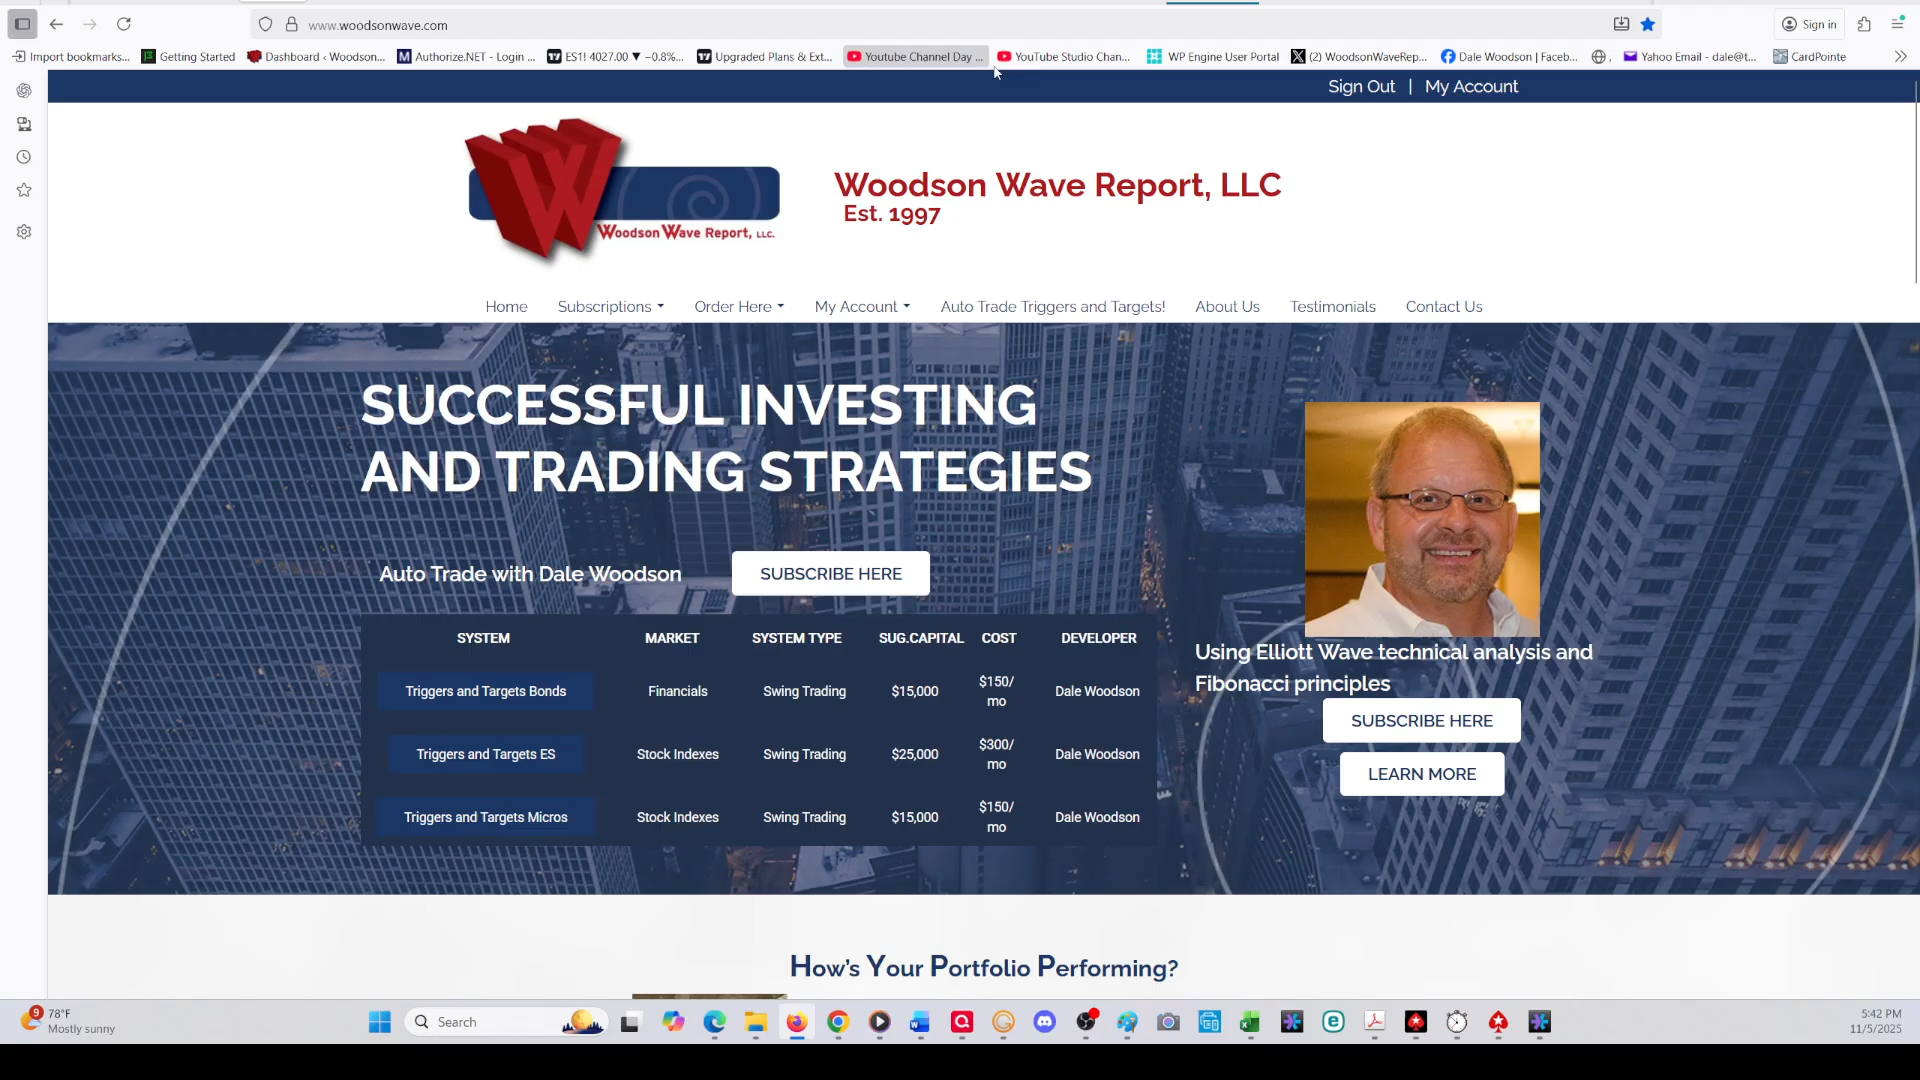 www.woodsonwave.com
Sign in
Import bookmarks...
Getting Started
Dashboard ‹ Woodson...
Authorize.NET - Login ...
ES1! 4027.00 ▼ −0.8%...
Upgraded Plans & Ext...
Youtube Channel Day ...
YouTube Studio Chan...
WP Engine User Portal
(2) WoodsonWaveRep...
Dale Woodson | Faceb...
Yahoo Email - dale@t...
CardPointe
Sign Out | My Account
W
Woodson Wave Report, LLC.
Woodson Wave Report, LLC
Est. 1997
Home
Subscriptions
Order Here
My Account
Auto Trade Triggers and Targets!
About Us
Testimonials
Contact Us
SUCCESSFUL INVESTING
AND TRADING STRATEGIES
Auto Trade with Dale Woodson
SUBSCRIBE HERE
SYSTEM MARKET SYSTEM TYPE SUG.CAPITAL COST DEVELOPER
Triggers and Targets Bonds Financials Swing Trading $15,000 $150/
mo Dale Woodson
Triggers and Targets ES Stock Indexes Swing Trading $25,000 $300/
mo Dale Woodson
Triggers and Targets Micros Stock Indexes Swing Trading $15,000 $150/
mo Dale Woodson
Using Elliott Wave technical analysis and
Fibonacci principles
SUBSCRIBE HERE
LEARN MORE
How's Your Portfolio Performing?
9
78°F
Mostly sunny
Search
5:42 PM
11/5/2025